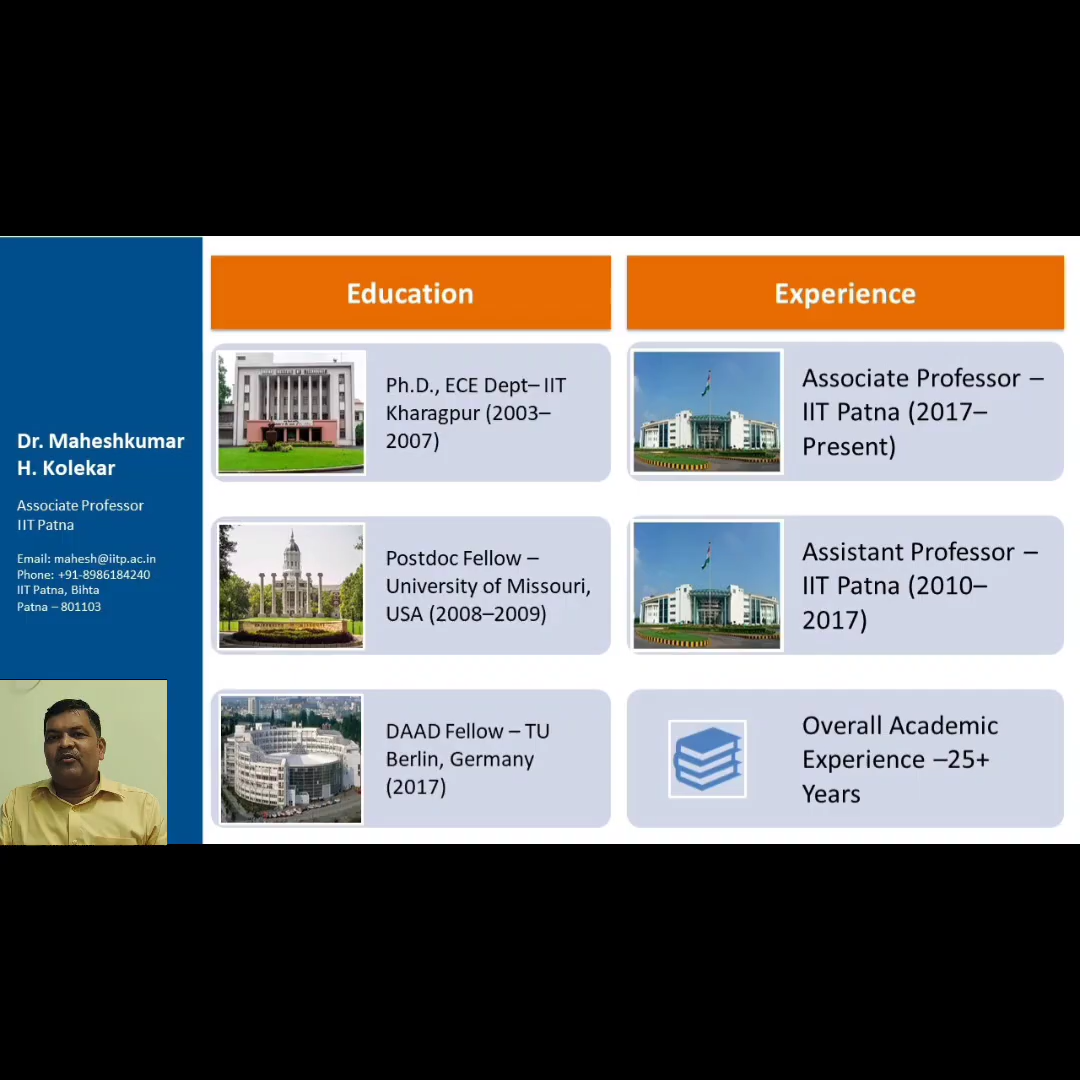 Dr. Maheshkumar
H. Kolekar
Associate Professor
IIT Patna
Email: mahesh@iitp.ac.in
Phone: +91-8986184240
IIT Patna, Bihta
Patna – 801103
Education
Ph.D., ECE Dept– IIT
Kharagpur (2003–
2007)
Postdoc Fellow –
University of Missouri,
USA (2008–2009)
DAAD Fellow – TU
Berlin, Germany
(2017)
Experience
Associate Professor –
IIT Patna (2017–
Present)
Assistant Professor –
IIT Patna (2010–
2017)
Overall Academic
Experience –25+
Years